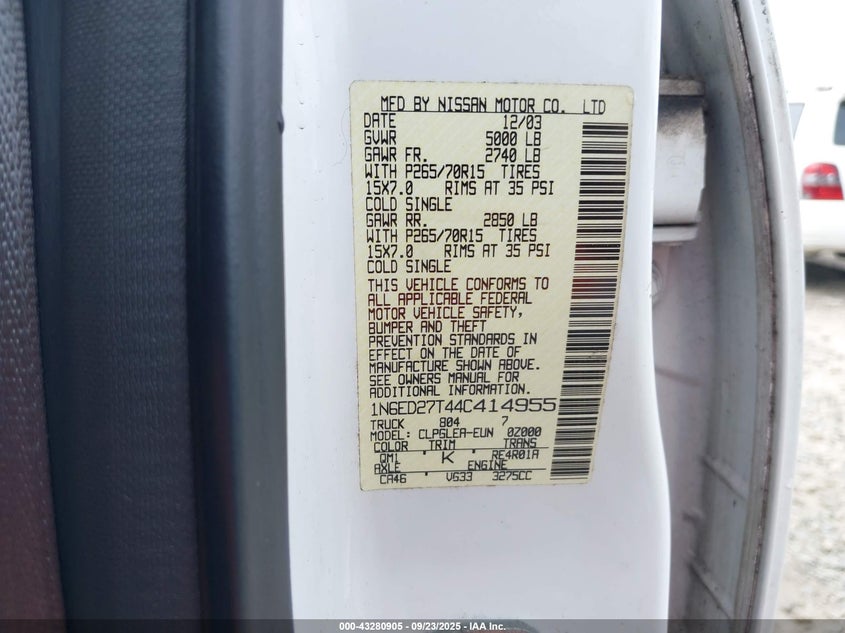 MFD BY NISSAN MOTOR CO. LTD
DATE 12/03
GVWR 5000 LB
GAWR FR. 2740 LB
WITH P265/70R15 TIRES
15X7.0 RIMS AT 35 PSI
COLD SINGLE
GAWR RR. 2850 LB
WITH P265/70R15 TIRES
15X7.0 RIMS AT 35 PSI
COLD SINGLE
THIS VEHICLE CONFORMS TO
ALL APPLICABLE FEDERAL
MOTOR VEHICLE SAFETY,
BUMPER AND THEFT
PREVENTION STANDARDS IN
EFFECT ON THE DATE OF
MANUFACTURE SHOWN ABOVE.
SEE OWNERS MANUAL FOR
ADDITIONAL INFORMATION.
1N6ED27T44C414955
TRUCK 804 7
MODEL: CLPGLEA-EUN 0Z000
COLOR TRIM TRANS
QM1 K RE4R01A
AXLE ENGINE
CA46 VG33 3275CC
000-43280905 - 09/23/2025 - IAA Inc.